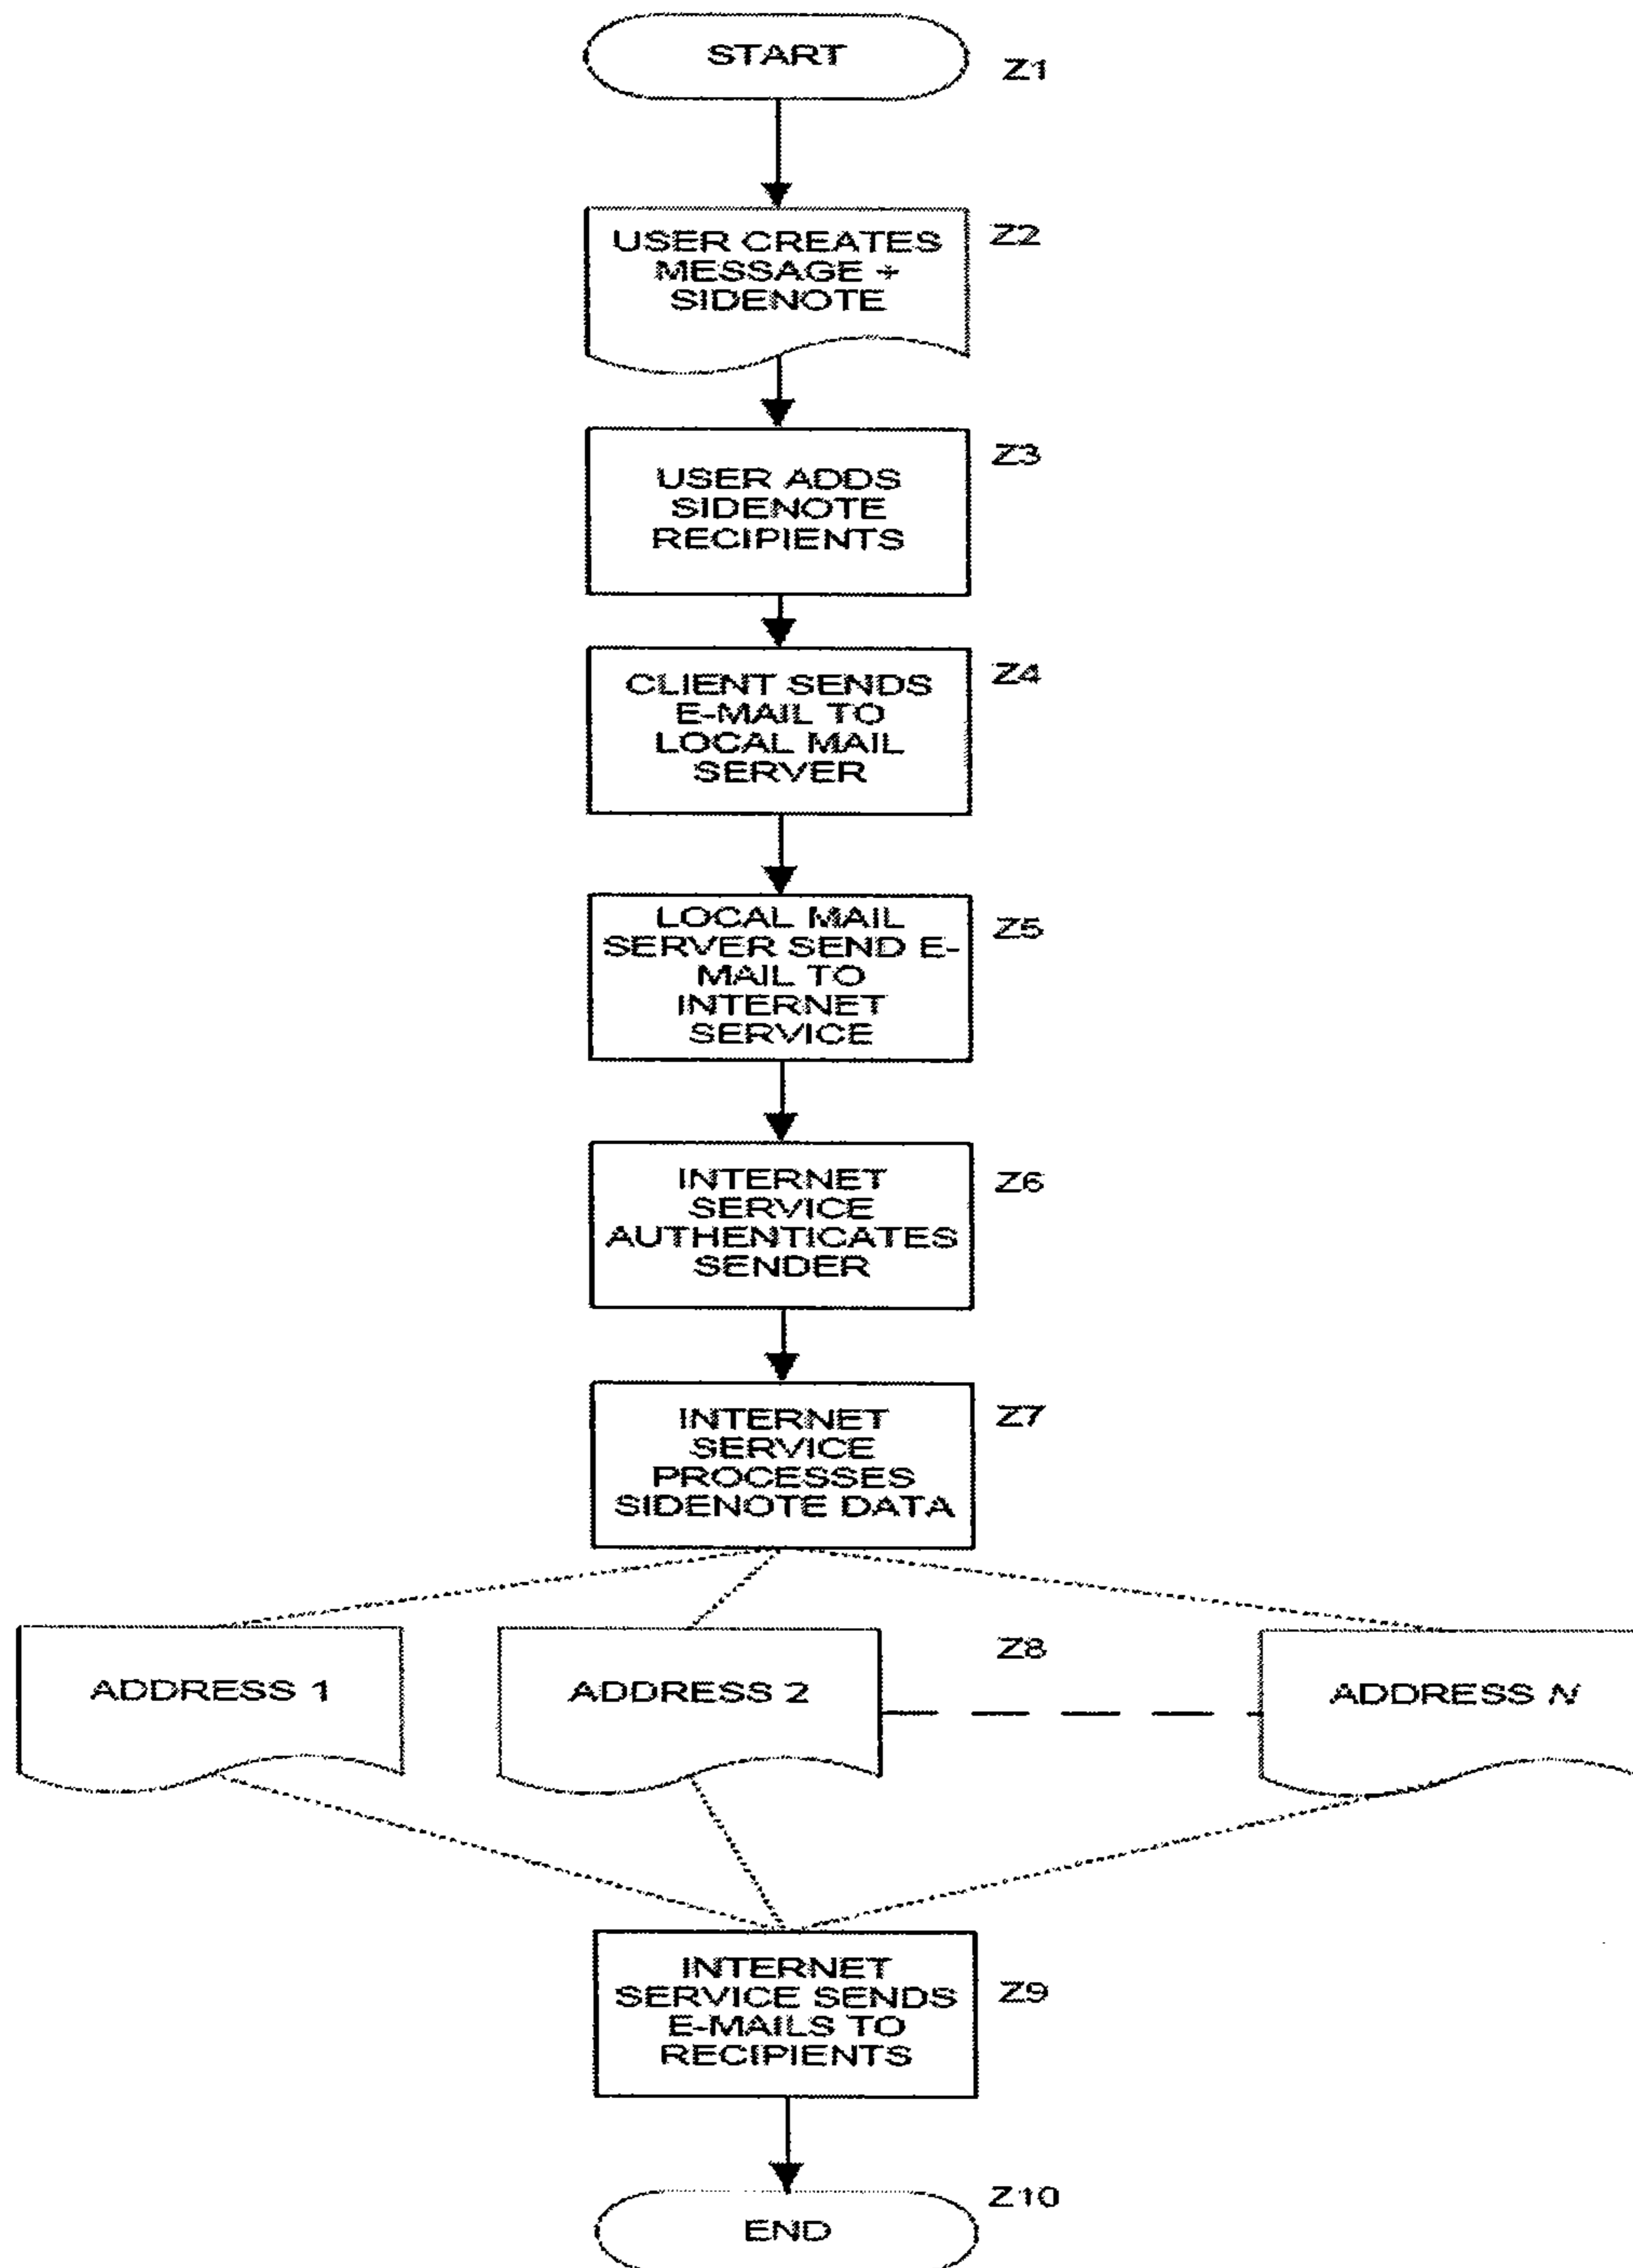 START
Z1
USER CREATES
MESSAGE +
SIDENOTE
Z2
USER ADDS
SIDENOTE
RECIPIENTS
Z3
CLIENT SENDS
E-MAIL TO
LOCAL MAIL
SERVER
Z4
LOCAL MAIL
SERVER SEND E-
MAIL TO
INTERNET
SERVICE
Z5
INTERNET
SERVICE
AUTHENTICATES
SENDER
Z6
INTERNET
SERVICE
PROCESSES
SIDENOTE DATA
Z7
ADDRESS 1
ADDRESS 2
Z8
ADDRESS N
INTERNET
SERVICE SENDS
E-MAILS TO
RECIPIENTS
Z9
END
Z10